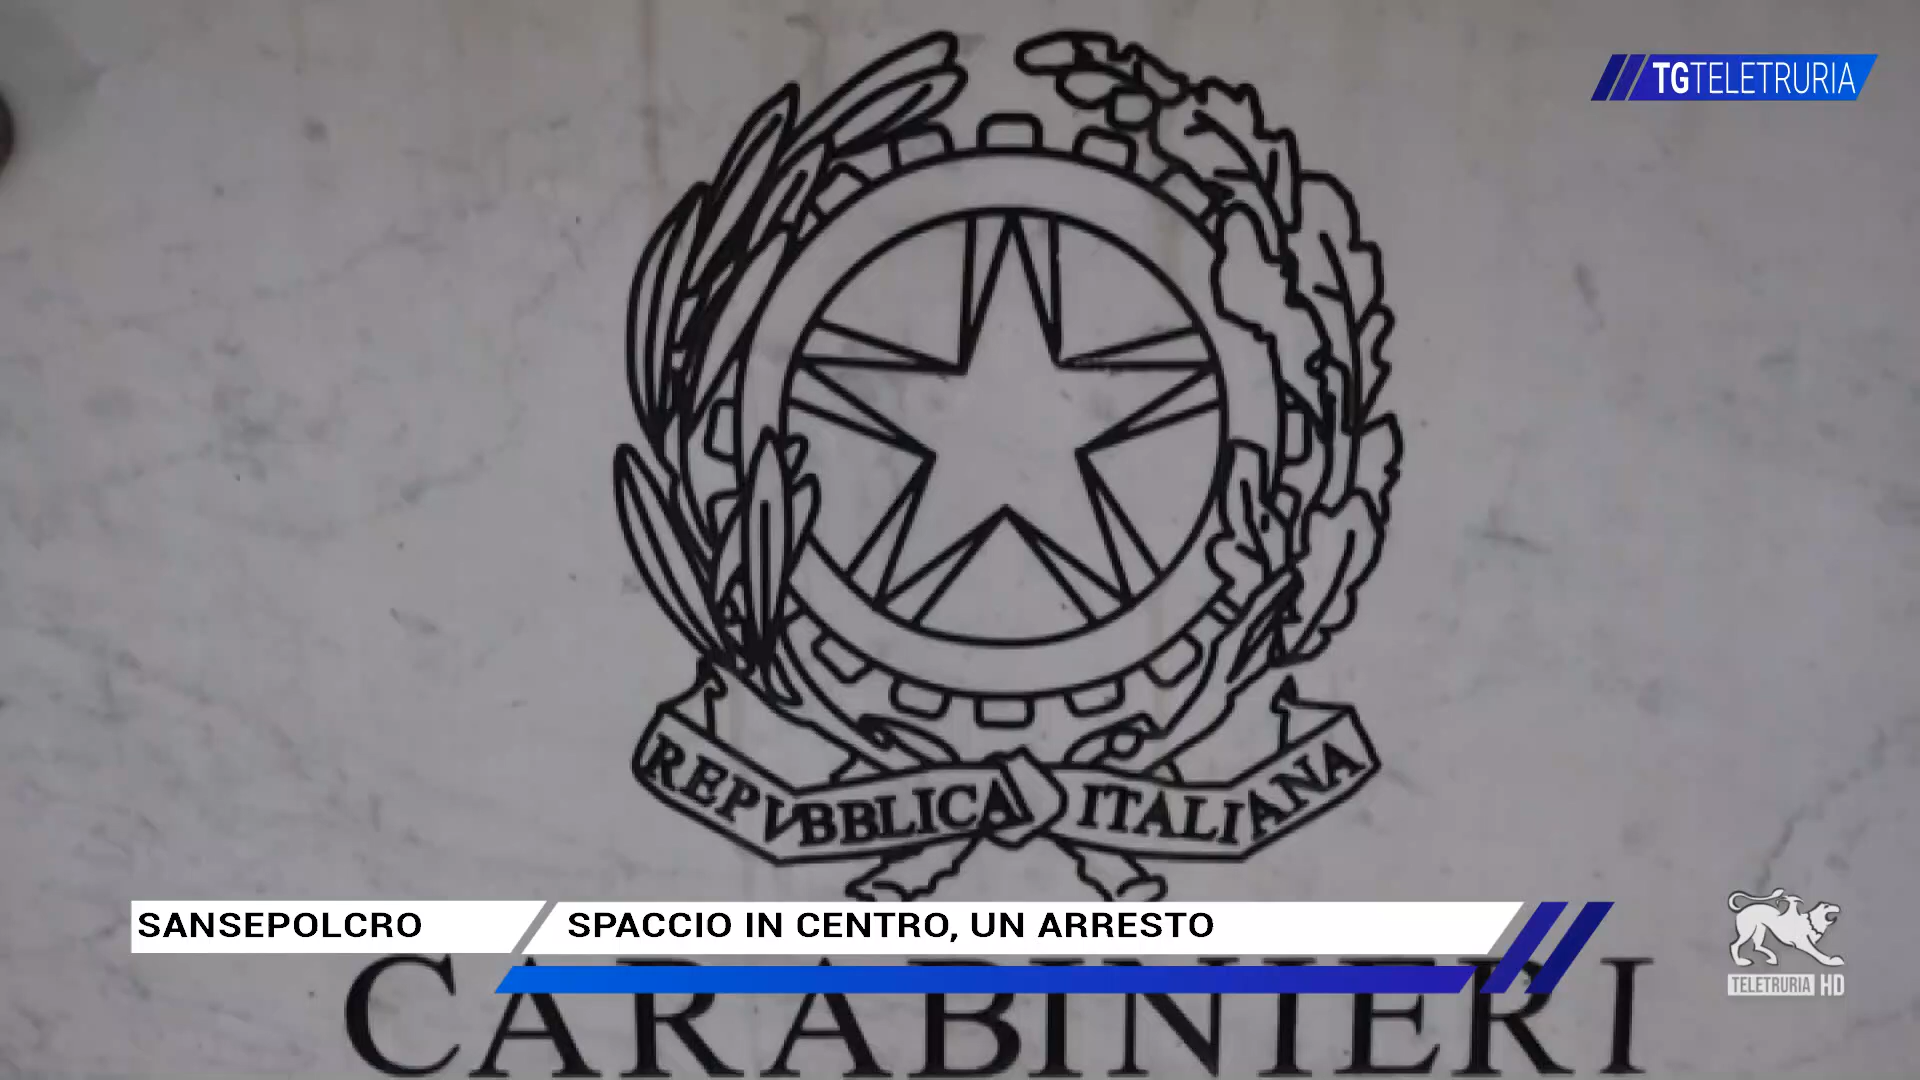 TGTELETRURIA
REPVBBLICA ITALIANA
SANSEPOLCRO
SPACCIO IN CENTRO, UN ARRESTO
TELETRURIA HD
CARABINIERI